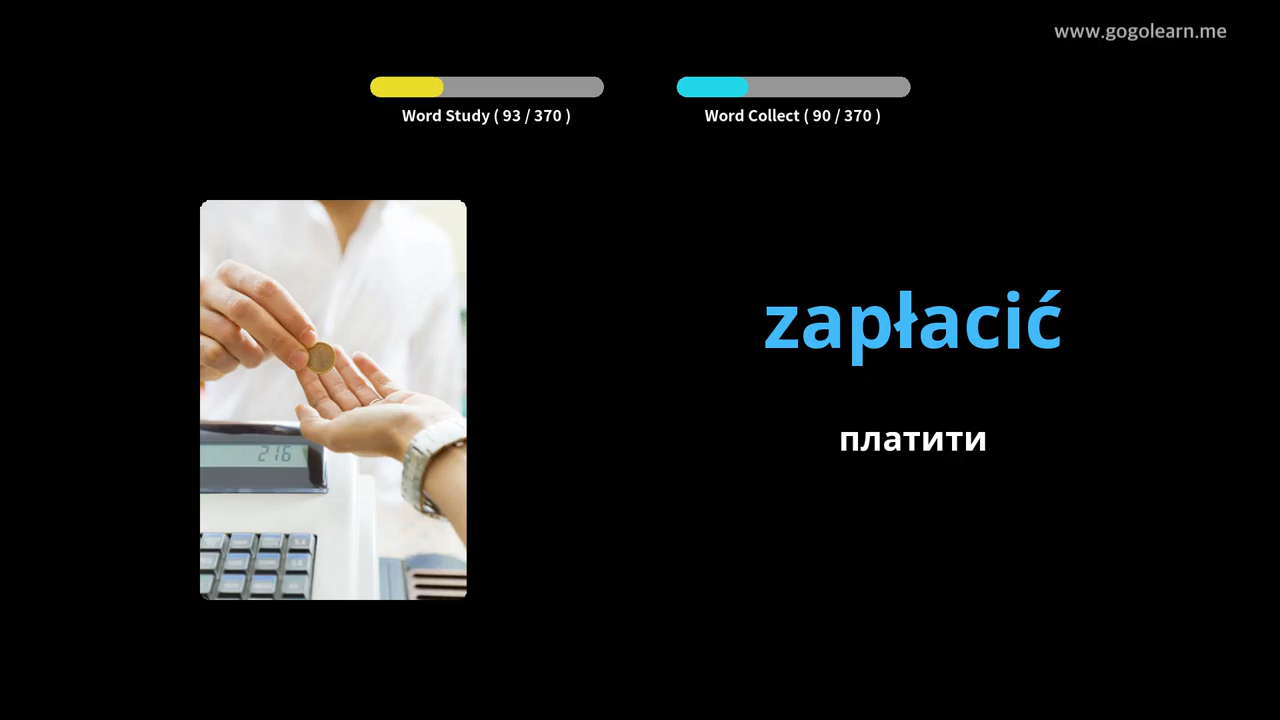 www.gogolearn.me
Word Study ( 93 / 370 )
Word Collect ( 90 / 370 )
zapłacić
платити
216